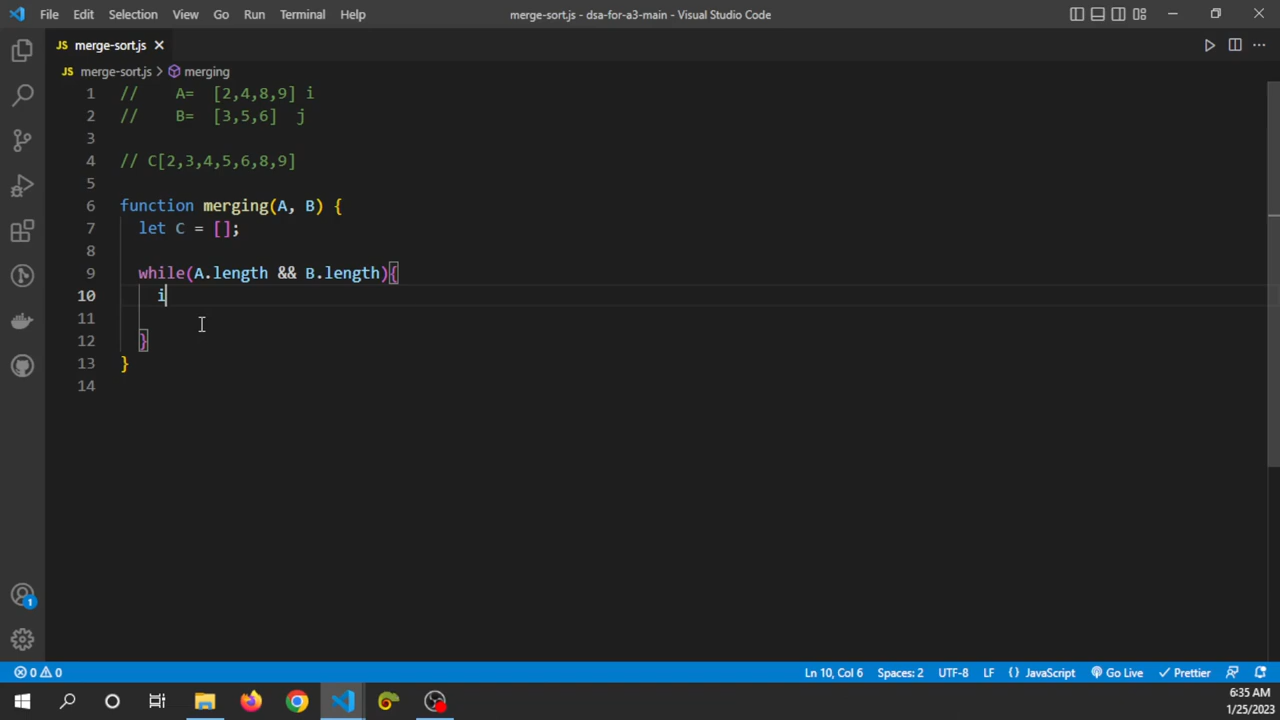 File Edit Selection View Go Run Terminal Help
merge-sort.js - dsa-for-a3-main - Visual Studio Code
JS merge-sort.js
JS merge-sort.js > merging
1 //    A=  [2,4,8,9] i
2 //    B=  [3,5,6]  j
3
4 // C[2,3,4,5,6,8,9]
5
6 function merging(A, B) {
7   let C = [];
8
9   while(A.length && B.length){
10     i
11
12   }
13 }
14
1
0 0
Ln 10, Col 6 Spaces: 2 UTF-8 LF {} JavaScript Go Live Prettier
6:35 AM
1/25/2023